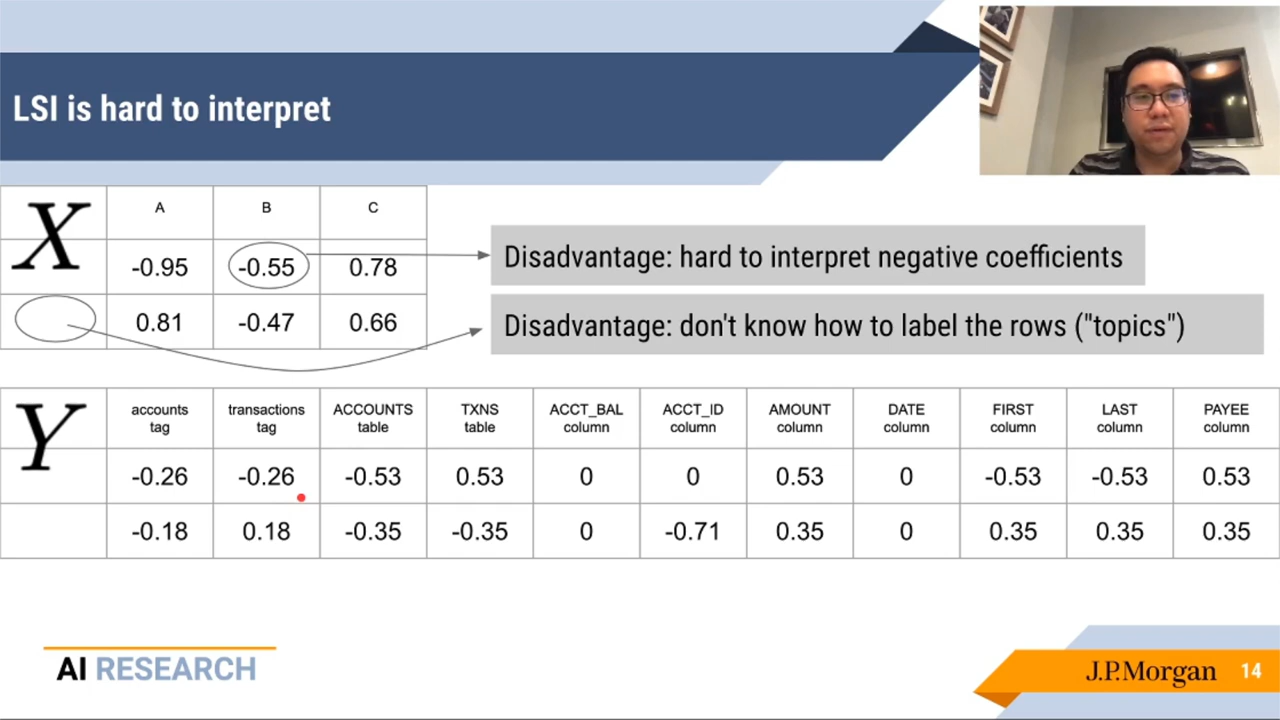 LSI is hard to interpret
X A B C
-0.95 -0.55 0.78
0.81 -0.47 0.66
Disadvantage: hard to interpret negative coefficients
Disadvantage: don't know how to label the rows ("topics")
Y accounts tag transactions tag ACCOUNTS table TXNS table ACCT_BAL column ACCT_ID column AMOUNT column DATE column FIRST column LAST column PAYEE column
-0.26 -0.26 -0.53 0.53 0 0 0.53 0 -0.53 -0.53 0.53
-0.18 0.18 -0.35 -0.35 0 -0.71 0.35 0 0.35 0.35 0.35
AI RESEARCH
J.P.Morgan 14